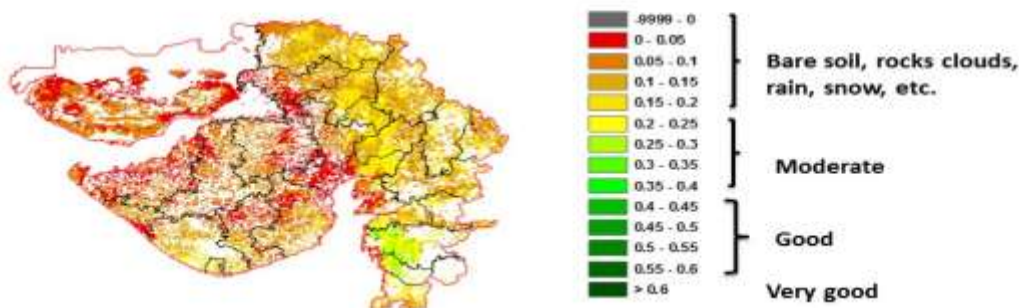 -9999 - 0
0 - 0.05
0.05 - 0.1
0.1 - 0.15
0.15 - 0.2
0.2 - 0.25
0.25 - 0.3
0.3 - 0.35
0.35 - 0.4
0.4 - 0.45
0.45 - 0.5
0.5 - 0.55
0.55 - 0.6
> 0.6
Bare soil, rocks clouds,
rain, snow, etc.
Moderate
Good
Very good